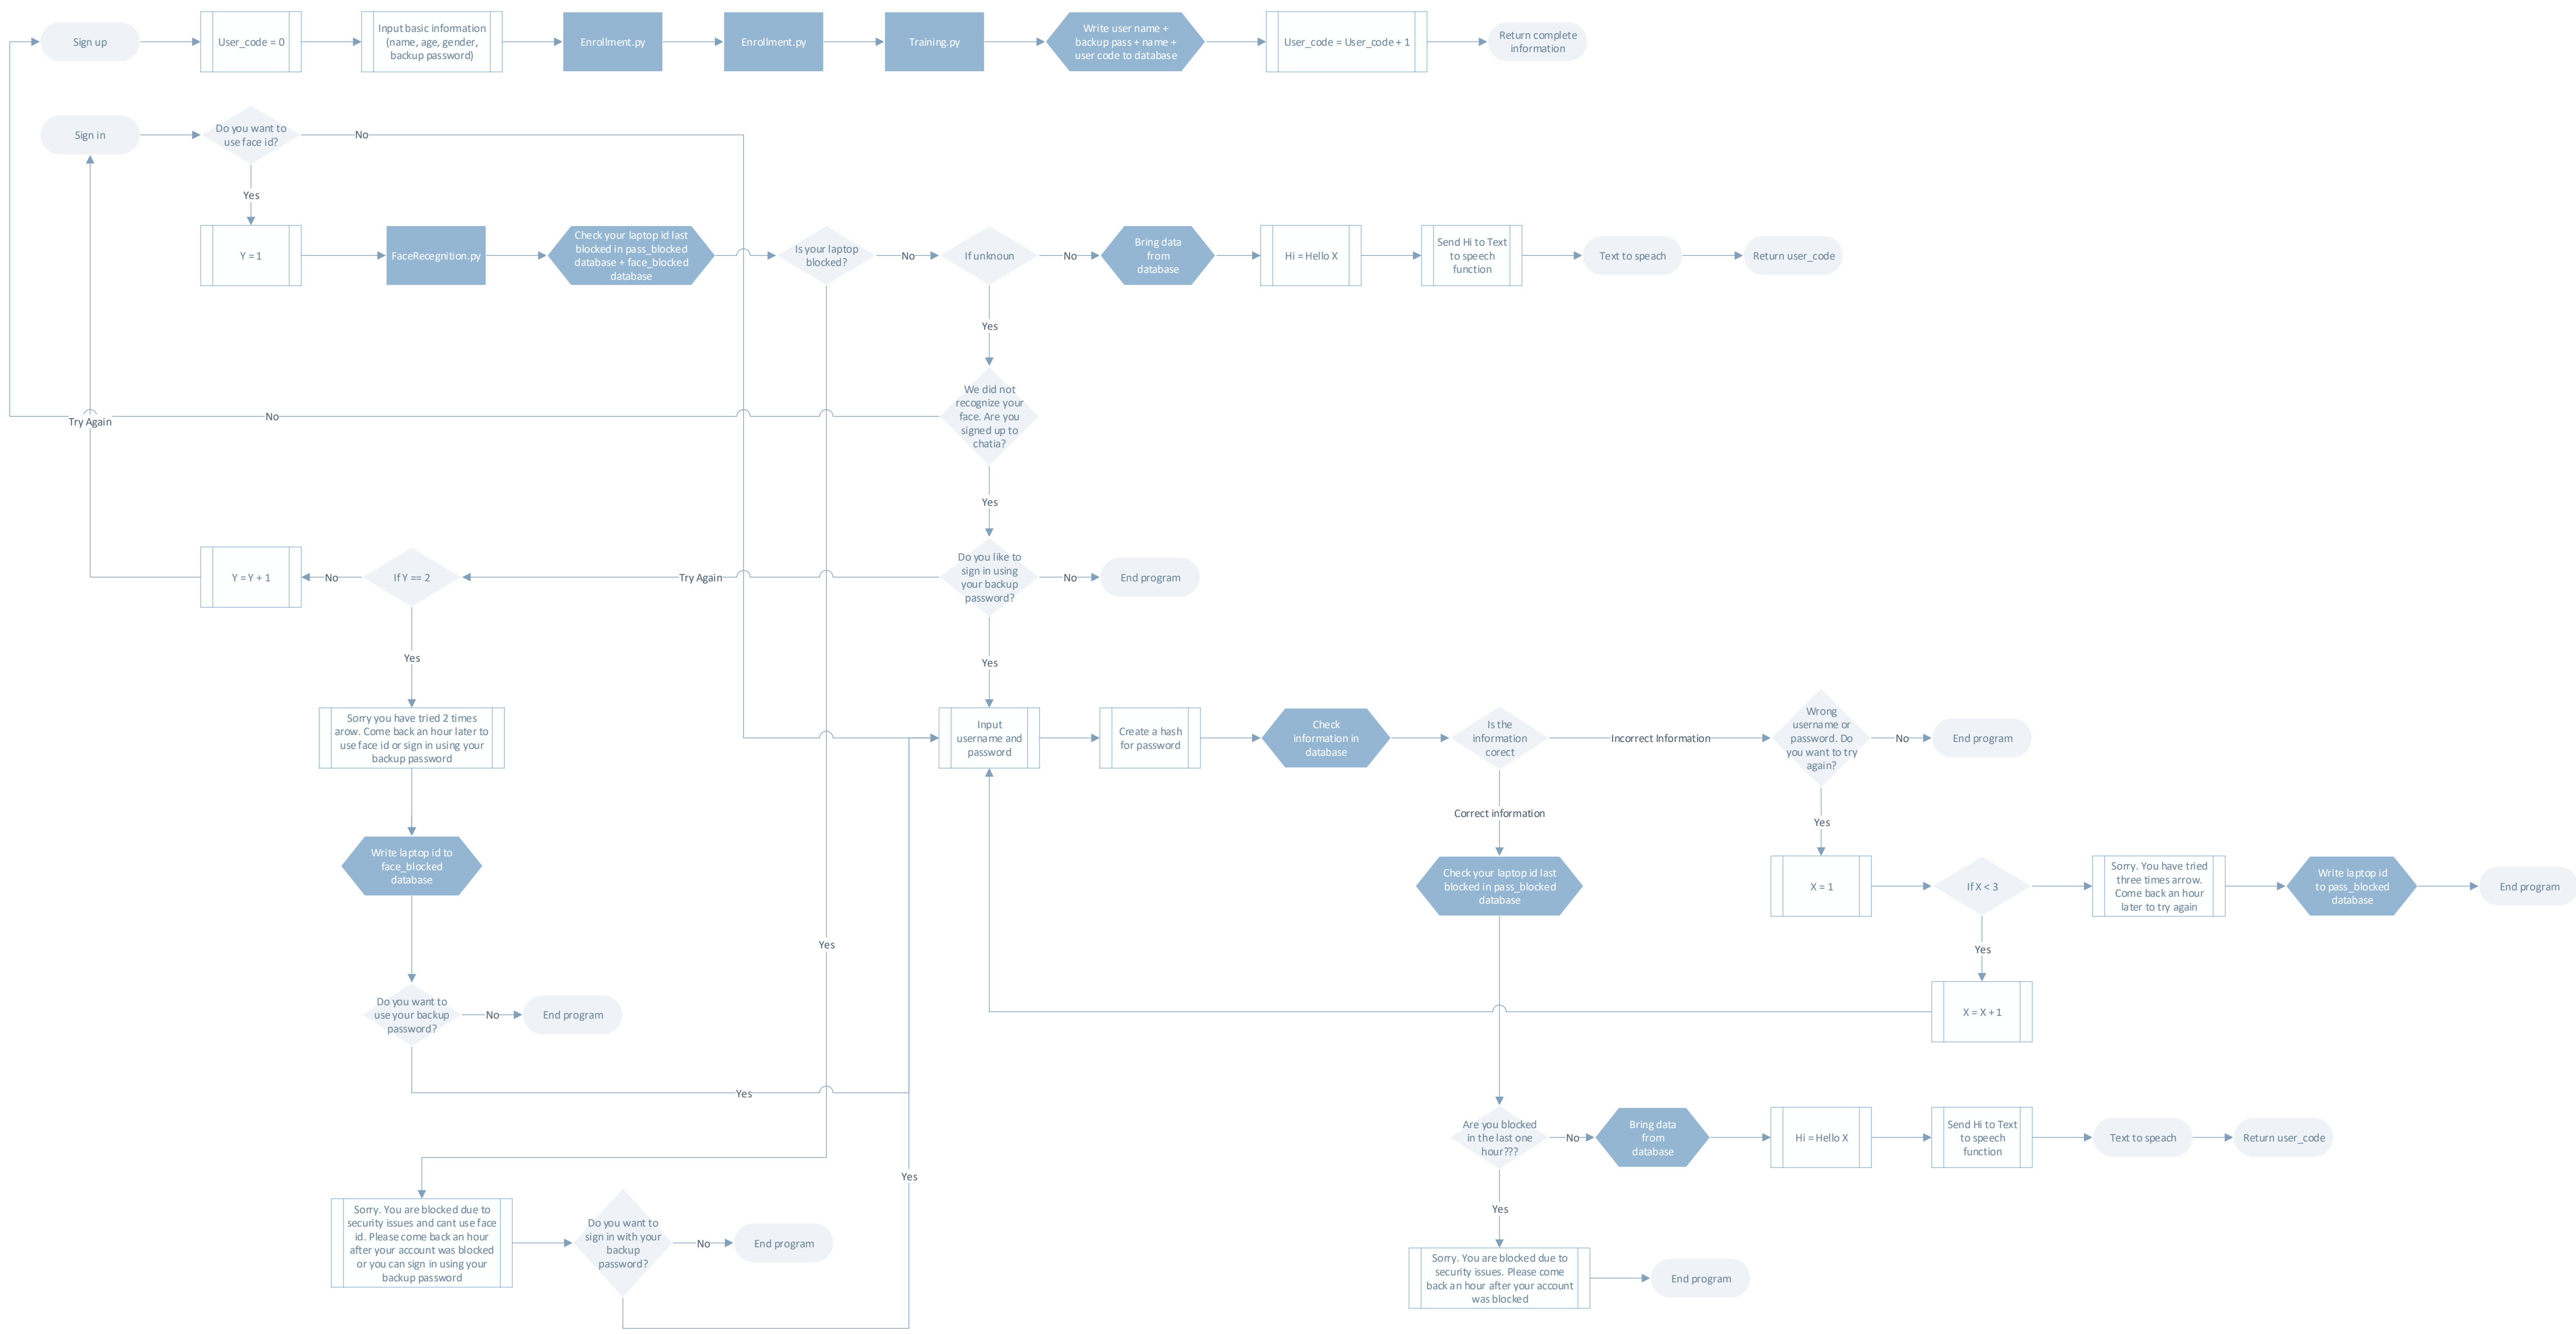 Sign up
User_code = 0
Input basic information
(name, age, gender,
backup password)
Enrollment.py
Enrollment.py
Training.py
Write user name +
backup pass + name +
user code to database
User_code = User_code + 1
Return complete
information
Sign in
Do you want to
use face id?
No
Yes
Y = 1
FaceRecegnition.py
Check your laptop id last
blocked in pass_blocked
database + face_blocked
database
Is your laptop
blocked?
No
If unknoun
No
Bring data
from
database
Hi = Hello X
Send Hi to Text
to speech
function
Text to speach
Return user_code
Yes
We did not
recognize your
face. Are you
signed up to
chatia?
No
Try Again
Yes
Y = Y + 1
No
If Y == 2
Try Again
Do you like to
sign in using
your backup
password?
No
End program
Yes
Yes
Sorry you have tried 2 times
arow. Come back an hour later to
use face id or sign in using your
backup password
Input
username and
password
Create a hash
for password
Check
information in
database
Is the
information
corect
Incorrect Information
Wrong
username or
password. Do
you want to try
again?
No
End program
Correct information
Yes
Write laptop id to
face_blocked
database
Check your laptop id last
blocked in pass_blocked
database
X = 1
If X < 3
Sorry. You have tried
three times arrow.
Come back an hour
later to try again
Write laptop id
to pass_blocked
database
End program
Yes
Yes
Do you want to
use your backup
password?
No
End program
X = X + 1
Yes
Are you blocked
in the last one
hour???
No
Bring data
from
database
Hi = Hello X
Send Hi to Text
to speech
function
Text to speach
Return user_code
Yes
Yes
Sorry. You are blocked due to
security issues and cant use face
id. Please come back an hour
after your account was blocked
or you can sign in using your
backup password
Do you want to
sign in with your
backup
password?
No
End program
Sorry. You are blocked due to
security issues. Please come
back an hour after your account
was blocked
End program